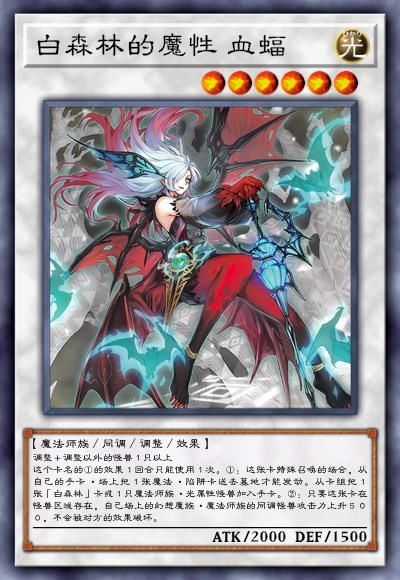 白森林的魔性 血蝠
光
【魔法师族／同调／调整／效果】
调整＋调整以外的怪兽1只以上
这个卡名的①的效果1回合只能使用1次。①：这张卡特殊召唤的场合，从
自己的手卡·场上把1张魔法·陷阱卡送去墓地才能发动。从卡组把1
张「白森林」卡或1只魔法师族·光属性怪兽加入手卡。②：只要这张卡在
怪兽区域存在，自己场上的幻想魔族·魔法师族的同调怪兽攻击力上升５０
０，不会被对方的效果破坏。
ATK/2000 DEF/1500